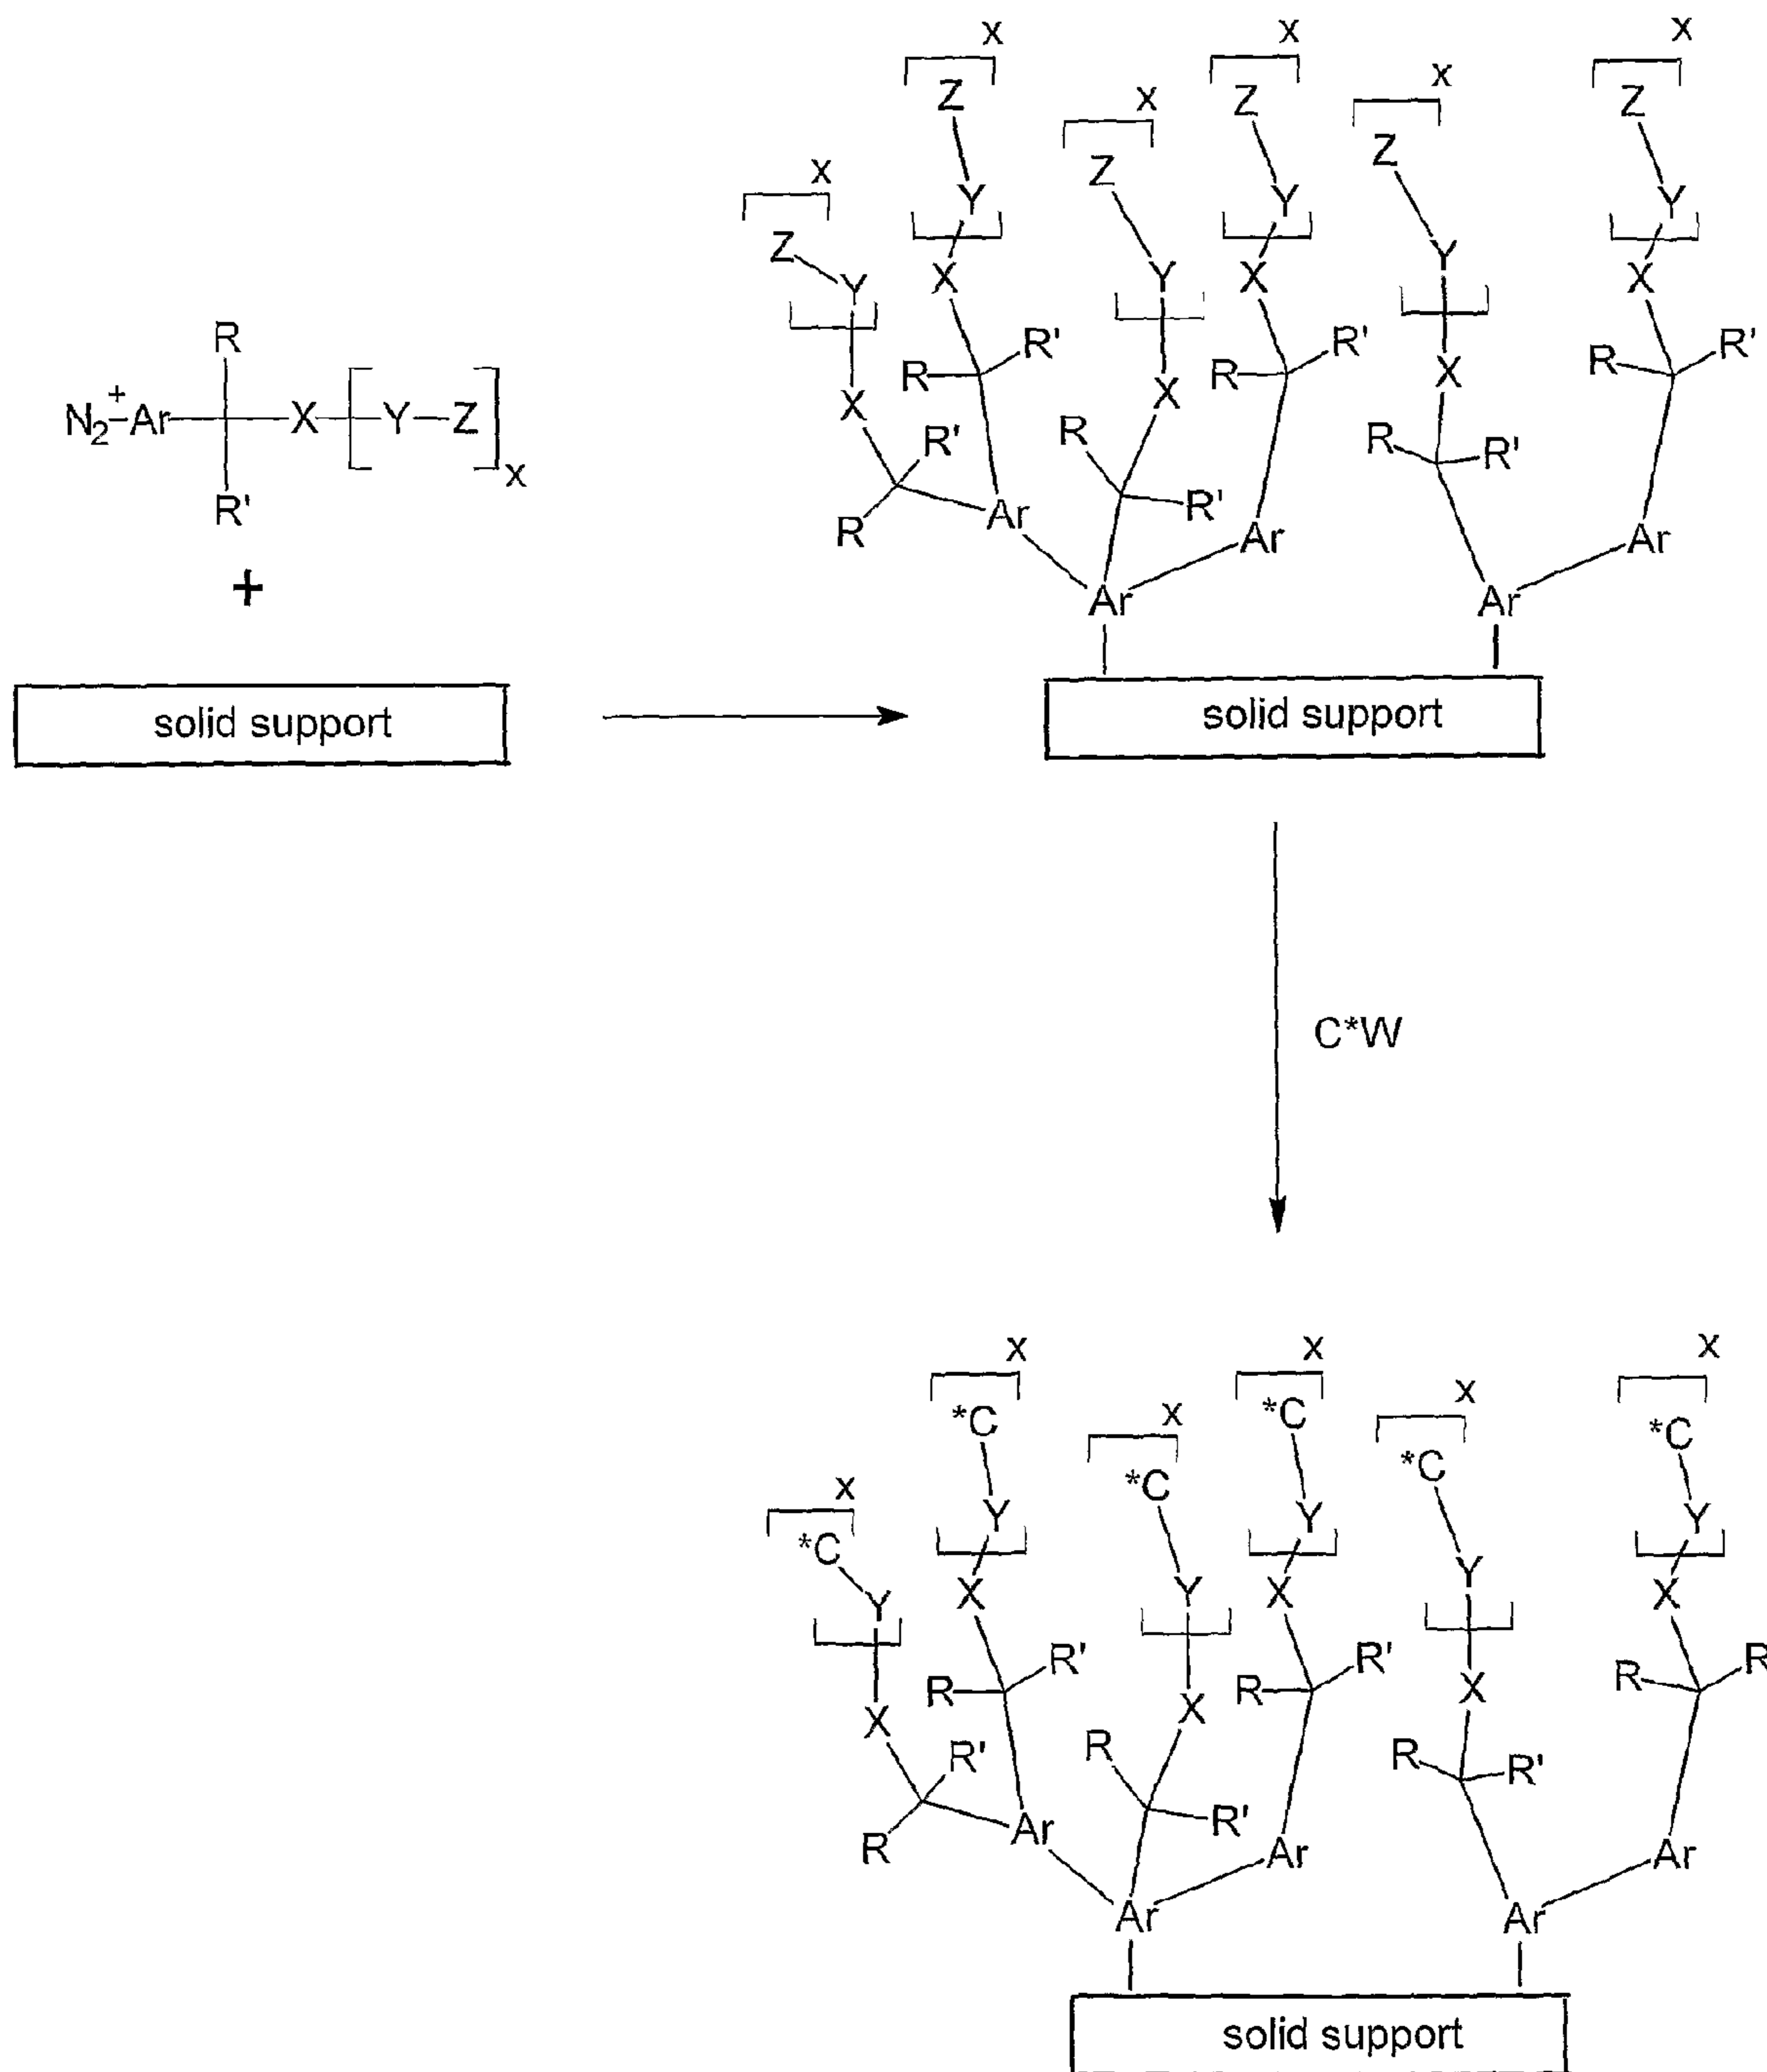 R
N2+-Ar X Y Z
x
R'
+
solid support
x x x
x x x
Z Z Z Z Z Z
Y Y Y Y Y Y
X X X X X X
R R' R R' R R' R R' R R' R R'
Ar Ar Ar
Ar Ar
solid support
C*W
x x x
x x x
*C *C *C *C *C *C
Y Y Y Y Y Y
X X X X X X
R R' R R' R R' R R' R R' R R
Ar Ar Ar
Ar Ar
solid support